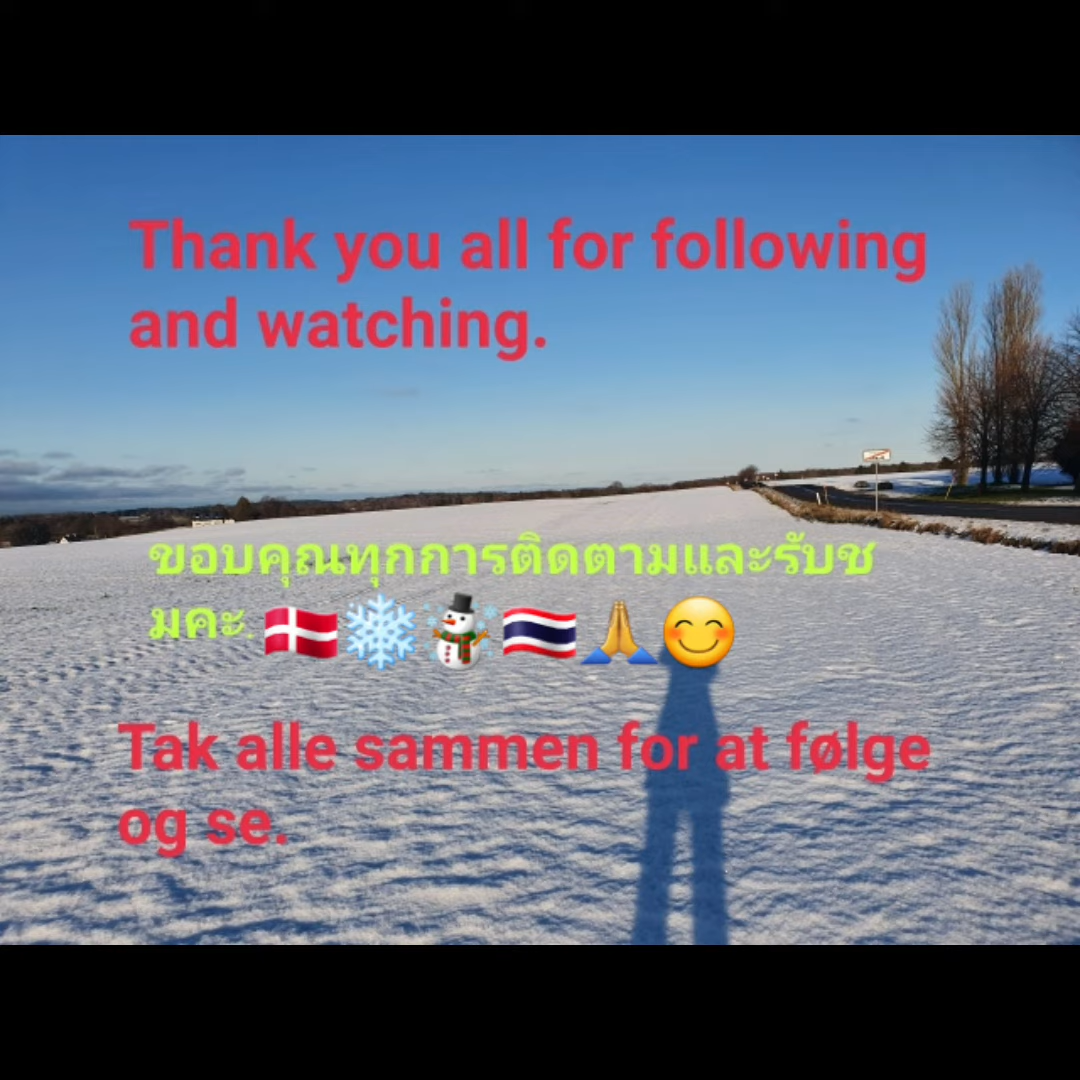 Thank you all for following
and watching.
ขอบคุณทุกการติดตามและรับช
มคะ. 🇩🇰❄️☃️🇹🇭🙏😊
Tak alle sammen for at følge
og se.